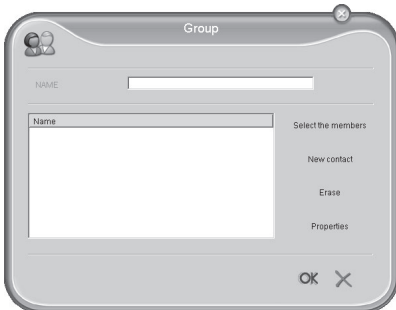 Group
NAME
Name
Select the members
New contact
Erase
Properties
OK